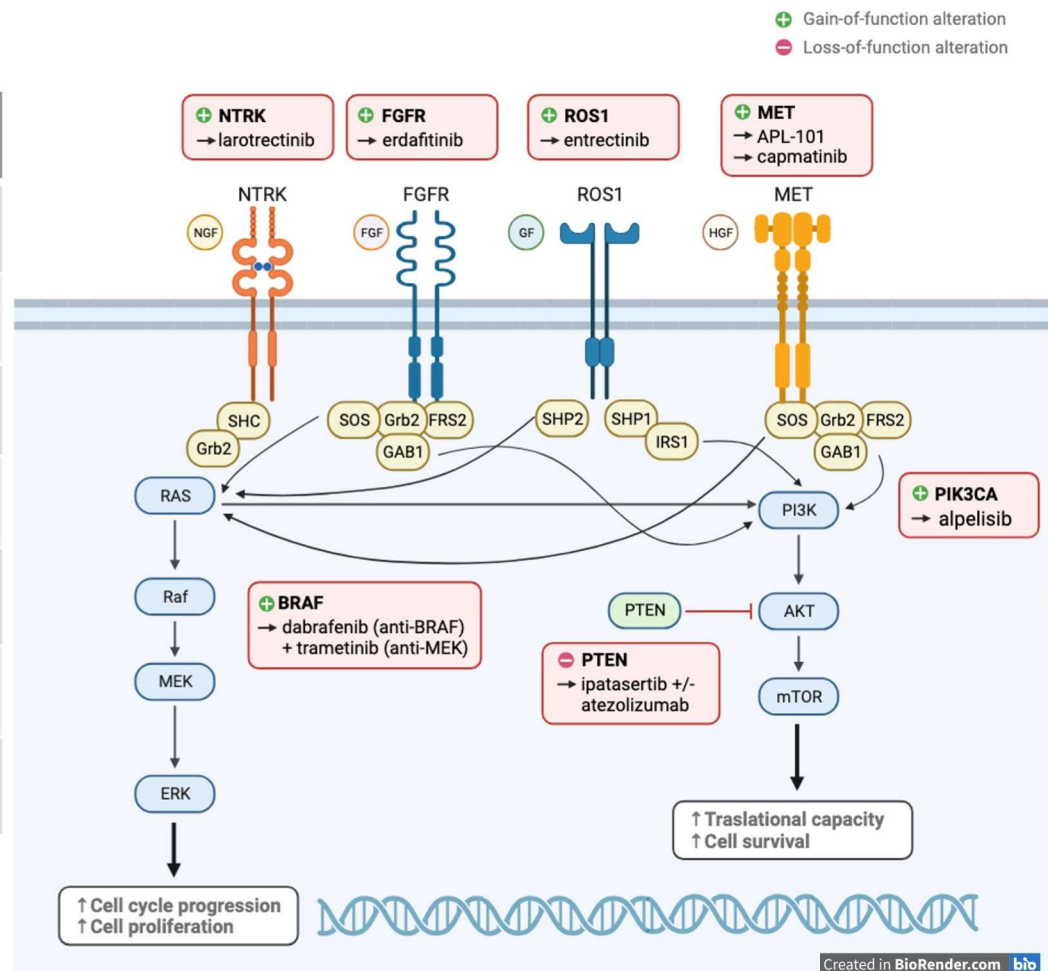 Gain-of-function alteration
Loss-of-function alteration
NTRK
→larotrectinib
FGFR
→ erdafitinib
ROS1
→ entrectinib
MET
→ APL-101
→ capmatinib
NTRK
FGFR
ROS1
MET
NGF
FGF
GF
HGF
SHC
Grb2
SOS
Grb2
FRS2
GAB1
SHP2
SHP1
IRS1
SOS
Grb2
FRS2
GAB1
RAS
PI3K
PIK3CA
→ alpelisib
Raf
BRAF
→ dabrafenib (anti-BRAF)
+ trametinib (anti-MEK)
PTEN
AKT
PTEN
→ ipatasertib +/-
atezolizumab
MEK
mTOR
ERK
↑Traslational capacity
↑Cell survival
↑Cell cycle progression
↑Cell proliferation
Created in BioRender.com bio